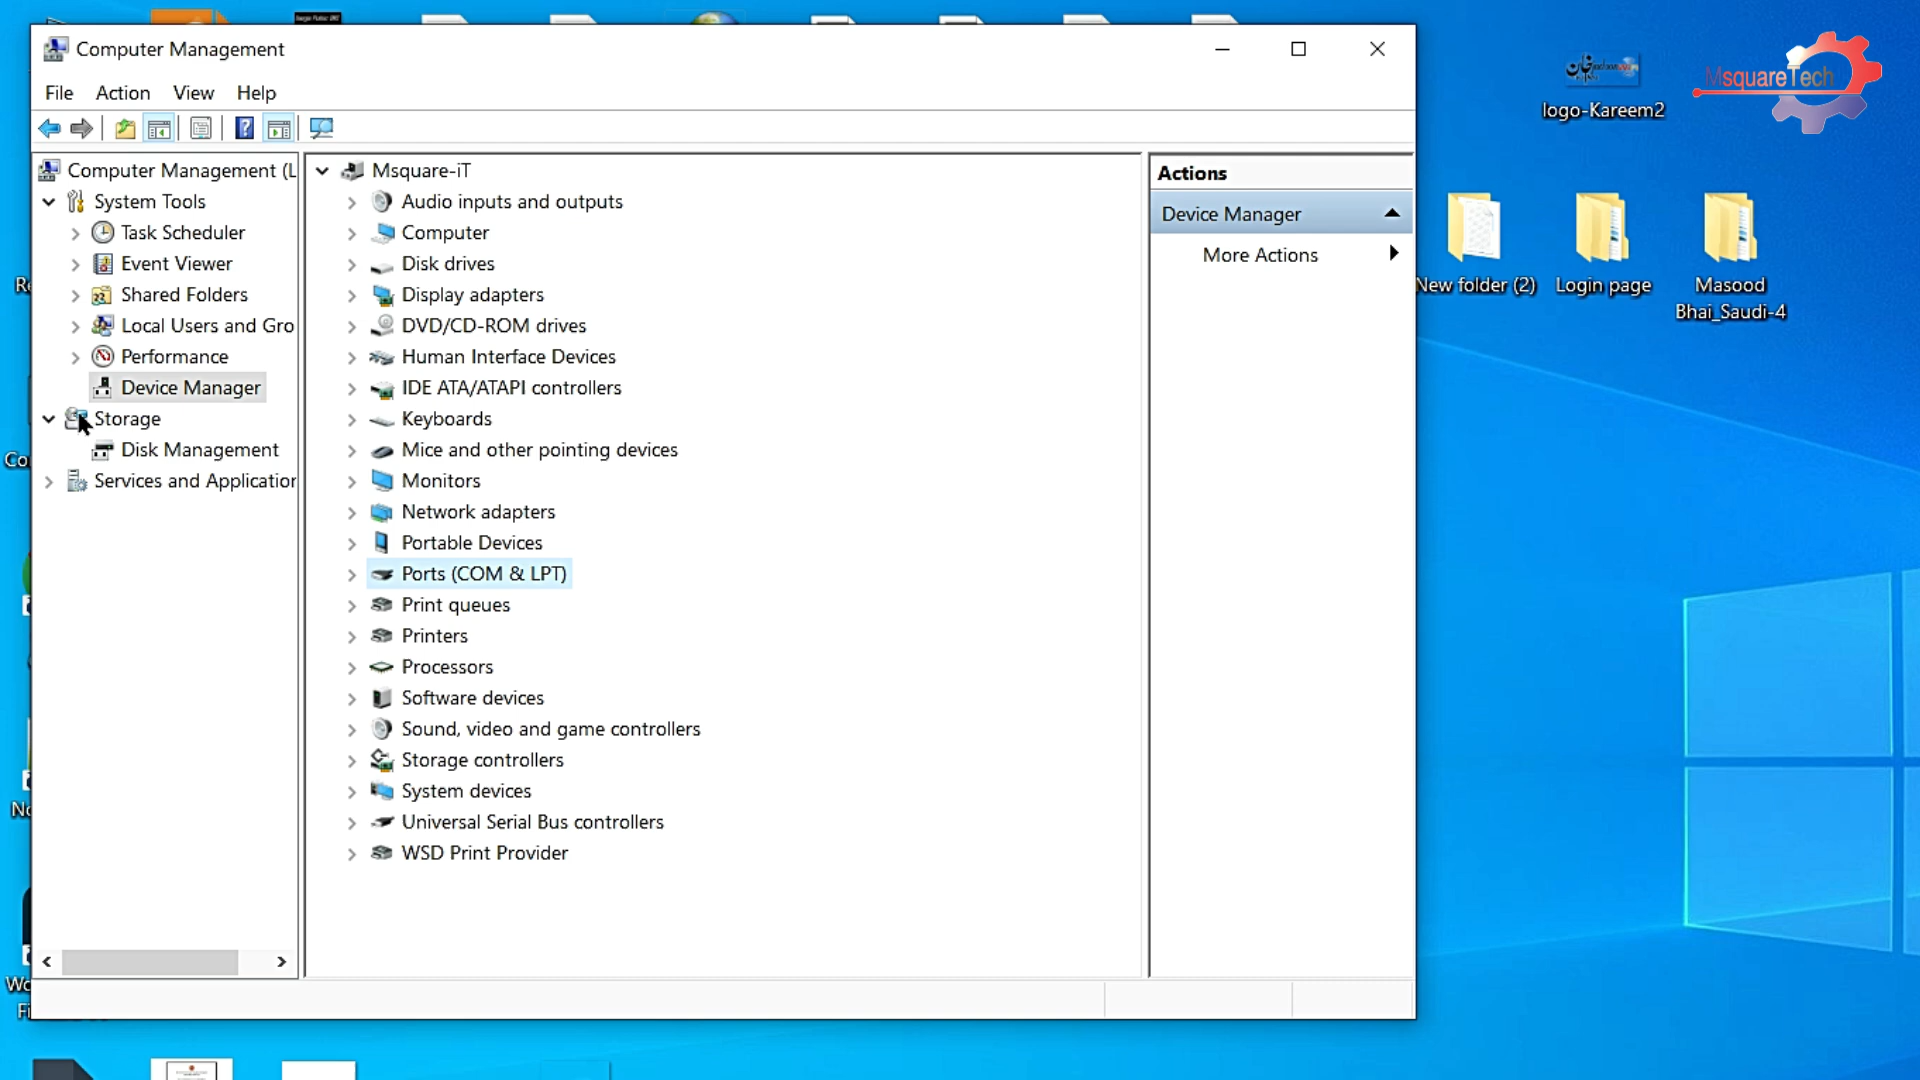 Computer Management
File Action View Help
Computer Management (L
System Tools
Task Scheduler
Event Viewer
Shared Folders
Local Users and Gro
Performance
Device Manager
Storage
Disk Management
Services and Application
Msquare-iT
Audio inputs and outputs
Computer
Disk drives
Display adapters
DVD/CD-ROM drives
Human Interface Devices
IDE ATA/ATAPI controllers
Keyboards
Mice and other pointing devices
Monitors
Network adapters
Portable Devices
Ports (COM & LPT)
Print queues
Printers
Processors
Software devices
Sound, video and game controllers
Storage controllers
System devices
Universal Serial Bus controllers
WSD Print Provider
Actions
Device Manager
More Actions
logo-Kareem2
MsquareTech
New folder (2)
Login page
Masood
Bhai_Saudi-4